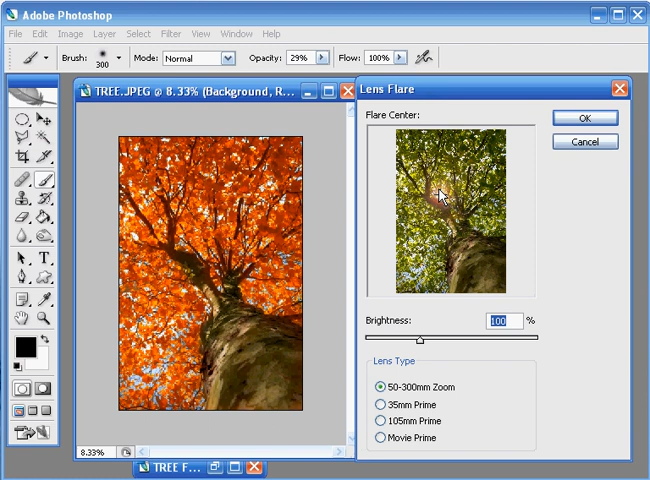 Adobe Photoshop
File Edit Image Layer Select Filter View Window Help
Brush: 300 Mode: Normal Opacity: 29% Flow: 100%
TREE.JPEG @ 8.33% (Background, R...
Lens Flare
Flare Center:
OK
Cancel
Brightness: 100 %
Lens Type
50-300mm Zoom
35mm Prime
105mm Prime
Movie Prime
8.33%
TREE F...